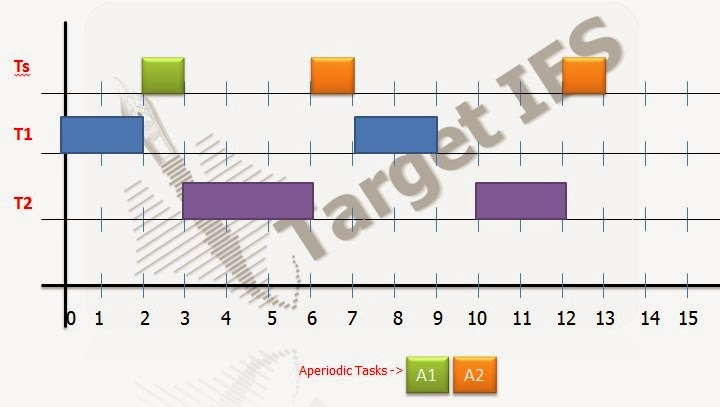 Target IES
Ts
T1
T2
0 1 2 3 4 5 6 7 8 9 10 11 12 13 14 15
Aperiodic Tasks -> A1 A2